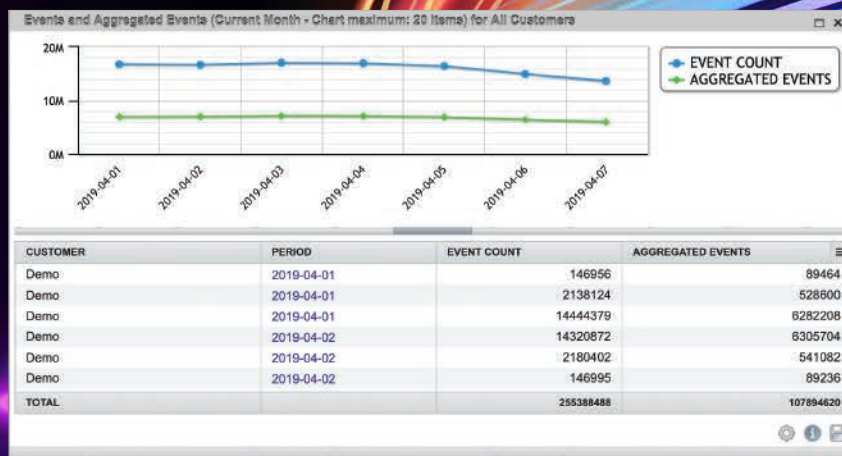 Events and Aggregated Events (Current Month - Chart maximum: 20 items) for All Customers
20M
10M
0M
2019-04-01
2019-04-02
2019-04-03
2019-04-04
2019-04-05
2019-04-06
2019-04-07
EVENT COUNT
AGGREGATED EVENTS
CUSTOMER PERIOD EVENT COUNT AGGREGATED EVENTS
Demo 2019-04-01 146956 89464
Demo 2019-04-01 2138124 528600
Demo 2019-04-01 14444379 6282208
Demo 2019-04-02 14320872 6305704
Demo 2019-04-02 2180402 541082
Demo 2019-04-02 146995 89236
TOTAL 255388488 107894620